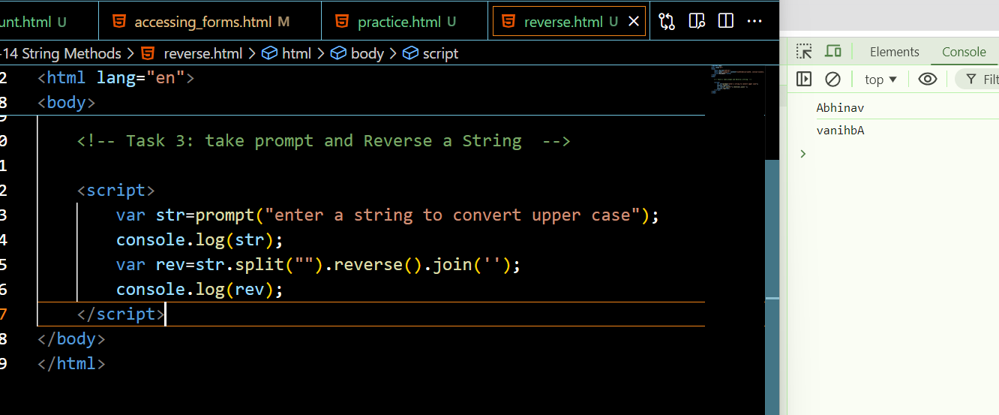 unt.html U accessing_forms.html M practice.html U reverse.html U
-14 String Methods > reverse.html > html > body > script
2 <html lang="en">
8 <body>
9
0 <!-- Task 3: take prompt and Reverse a String  -->
1
2 <script>
3 var str=prompt("enter a string to convert upper case");
4 console.log(str);
5 var rev=str.split("").reverse().join('');
6 console.log(rev);
7 </script>
8 </body>
9 </html>
Elements Console
top Filt
Abhinav
vanihbA
>